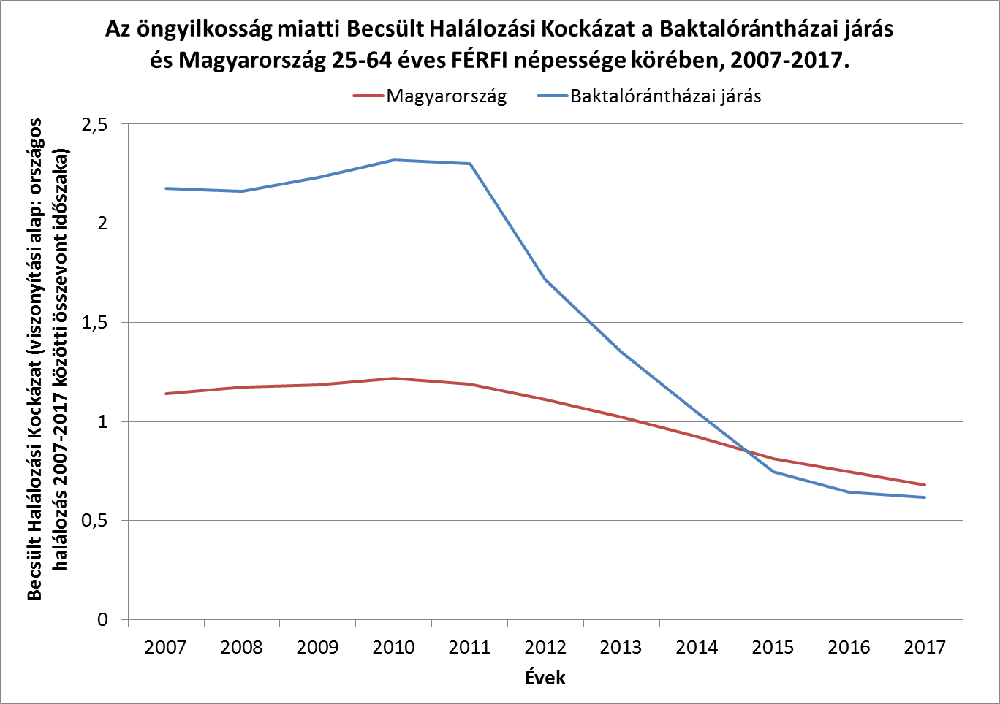 Az öngyilkosság miatti Becsült Halálozási Kockázat a Baktalórántházai járás
és Magyarország 25-64 éves FÉRFI népessége körében, 2007-2017.
Magyarország
Baktalórántházai járás
Becsült Halálozási Kockázat (viszonyítási alap: országos
halálozás 2007-2017 közötti összevont időszaka)
2,5
2
1,5
1
0,5
0
2007 2008 2009 2010 2011 2012 2013 2014 2015 2016 2017
Évek